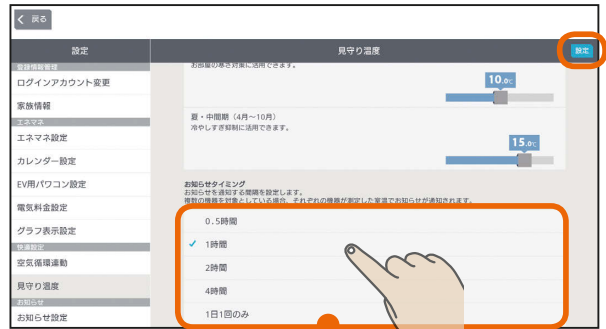 戻る
設定
見守り温度
設定
登録情報管理
ログインアカウント変更
家族情報
エネマネ
エネマネ設定
カレンダー設定
EV用パワコン設定
電気料金設定
グラフ表示設定
快適設定
空気循環連動
見守り温度
お知らせ
お知らせ設定
お部屋の寒さ対策に活用できます。
10.0℃
夏・中間期（4月～10月）
冷やしすぎ抑制に活用できます。
15.0℃
お知らせタイミング
お知らせを通知する間隔を設定します。
複数の機器を対象としている場合、それぞれの機器が測定した室温でお知らせが通知されます。
0.5時間
1時間
2時間
4時間
1日1回のみ